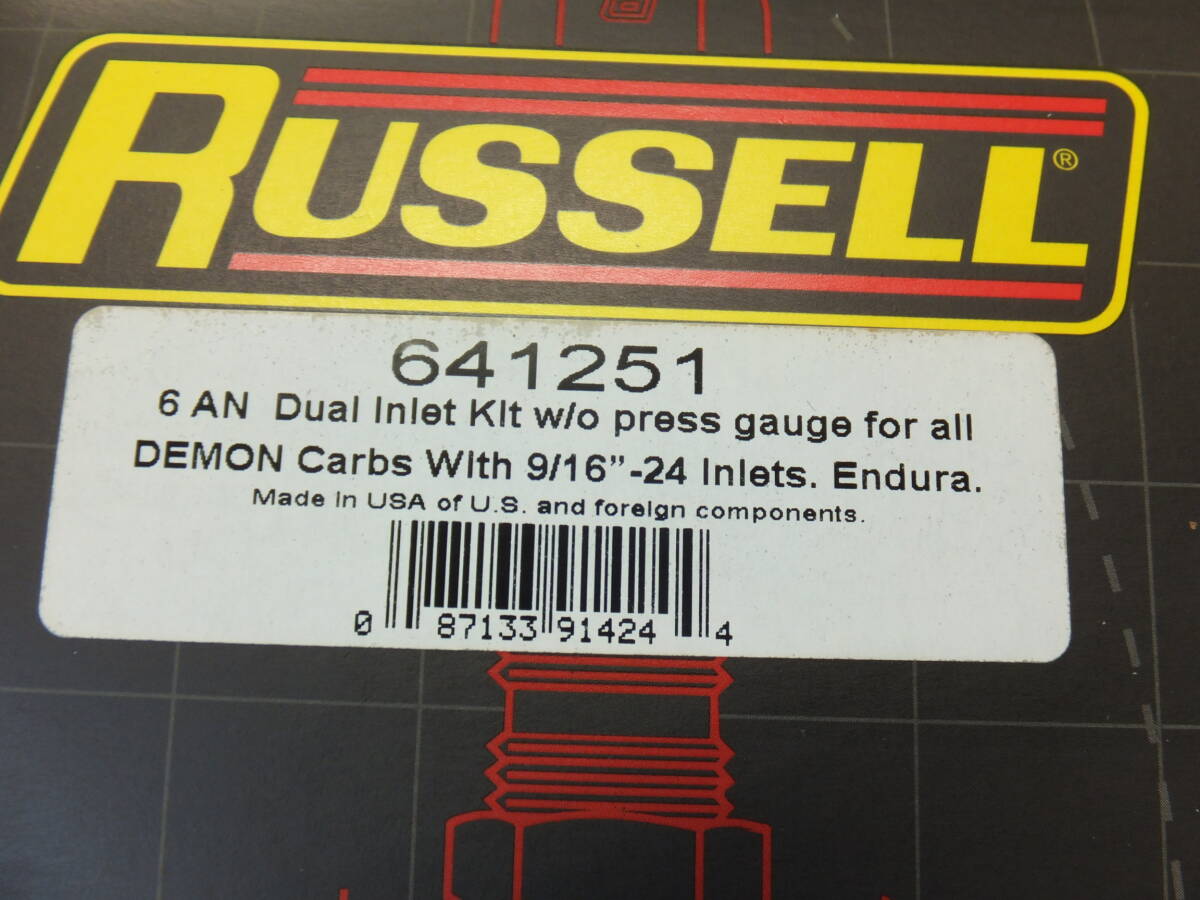 RUSSELL®
641251
6 AN Dual Inlet Kit w/o press gauge for all
DEMON Carbs With 9/16”-24 Inlets. Endura.
Made in USA of U.S. and foreign components.
0 87133 91424 4